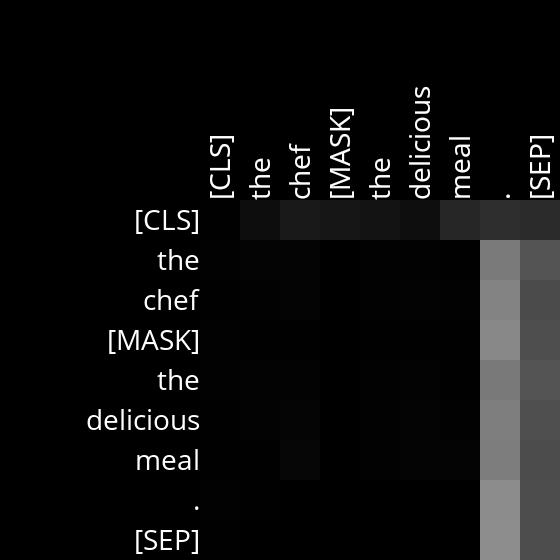 [CLS] the chef [MASK] the delicious meal . [SEP]
[CLS]
the
chef
[MASK]
the
delicious
meal
.
[SEP]